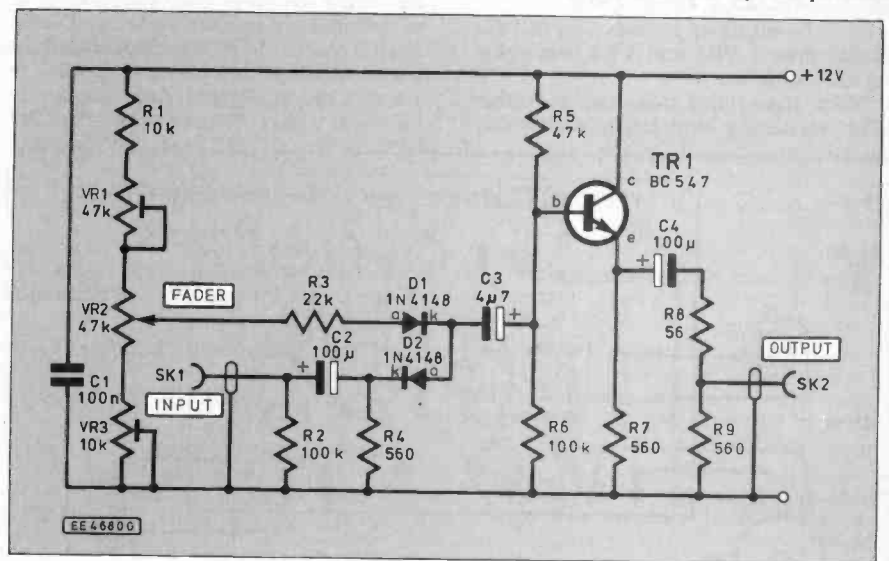 +12V
R1
10k
VR1
47k
VR2
47k
C1
100n
VR3
10k
FADER
SK1
INPUT
R2
100k
C2
100µ
+
R3
22k
R4
560
D1
1N4148
a
k
D2
1N4148
k
a
C3
4µ7
+
R5
47k
R6
100k
TR1
BC547
b
c
e
R7
560
C4
100µ
+
R8
56
R9
560
OUTPUT
SK2
EE4680G